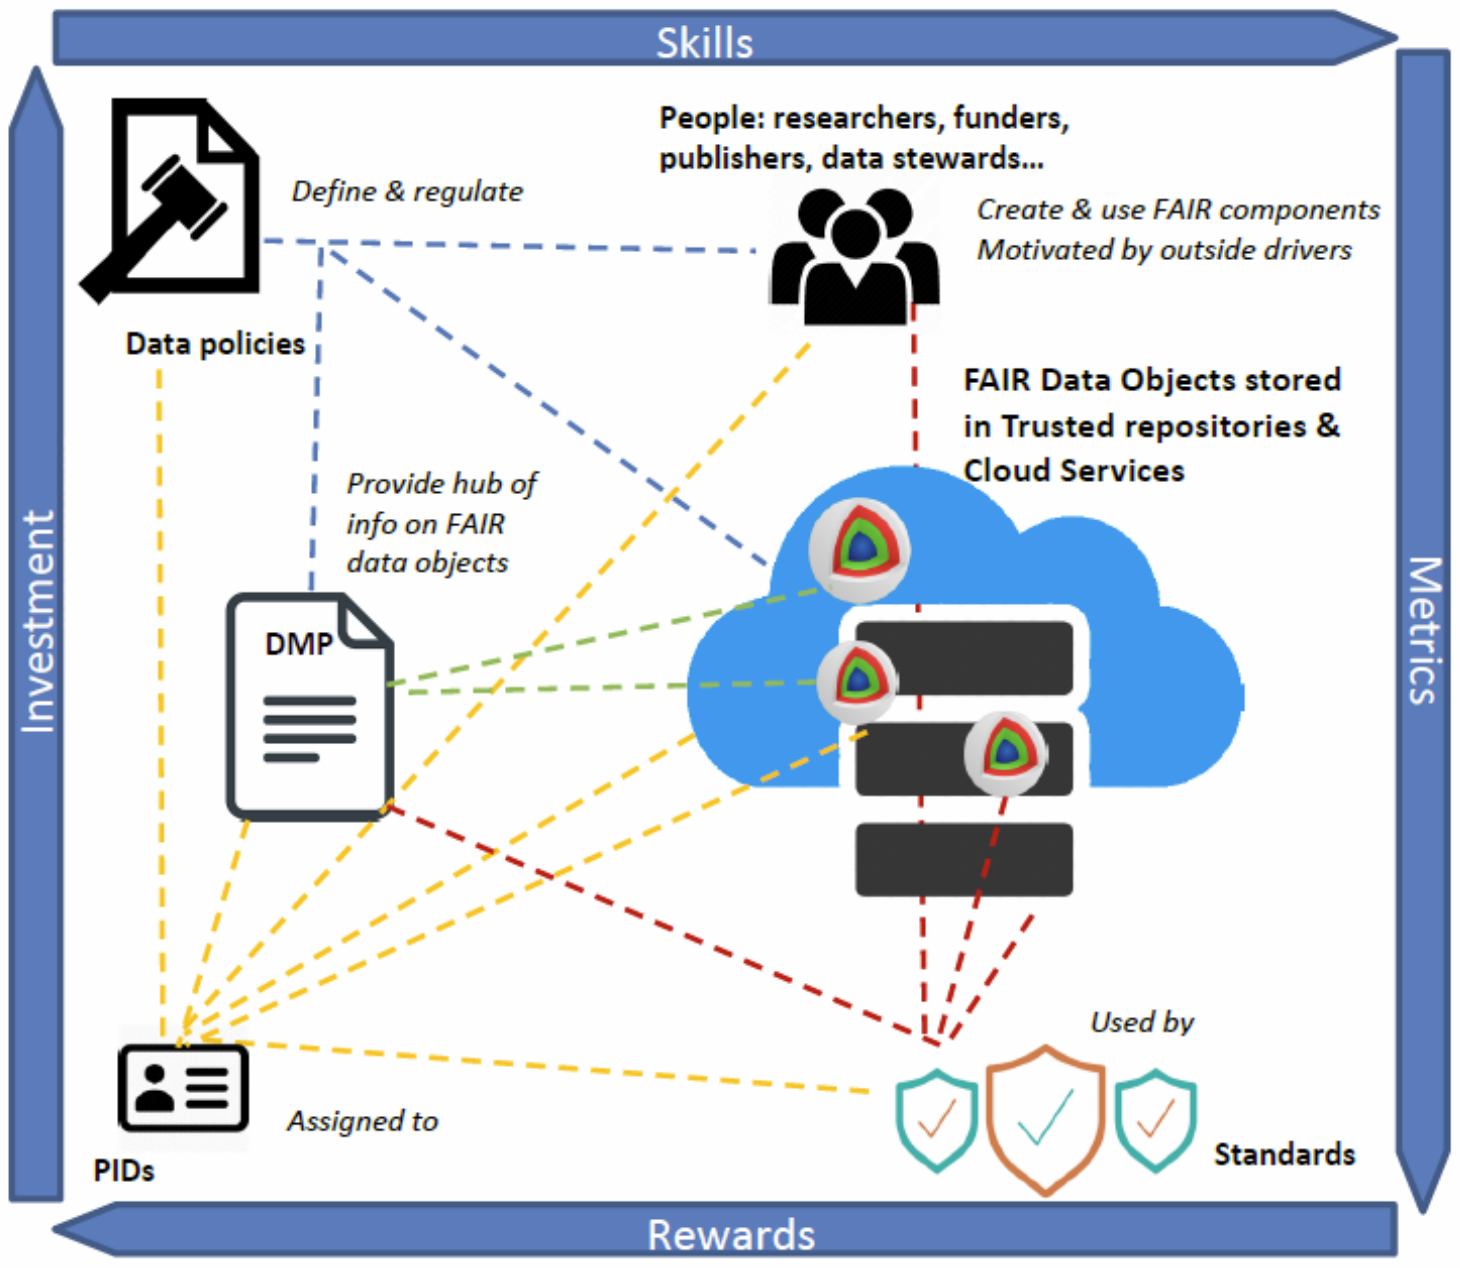 Skills
People: researchers, funders,
publishers, data stewards...
Define & regulate
Create & use FAIR components
Motivated by outside drivers
Data policies
FAIR Data Objects stored
in Trusted repositories &
Cloud Services
Provide hub of
info on FAIR
data objects
Investment
Metrics
DMP
Used by
Assigned to
Standards
PIDs
Rewards